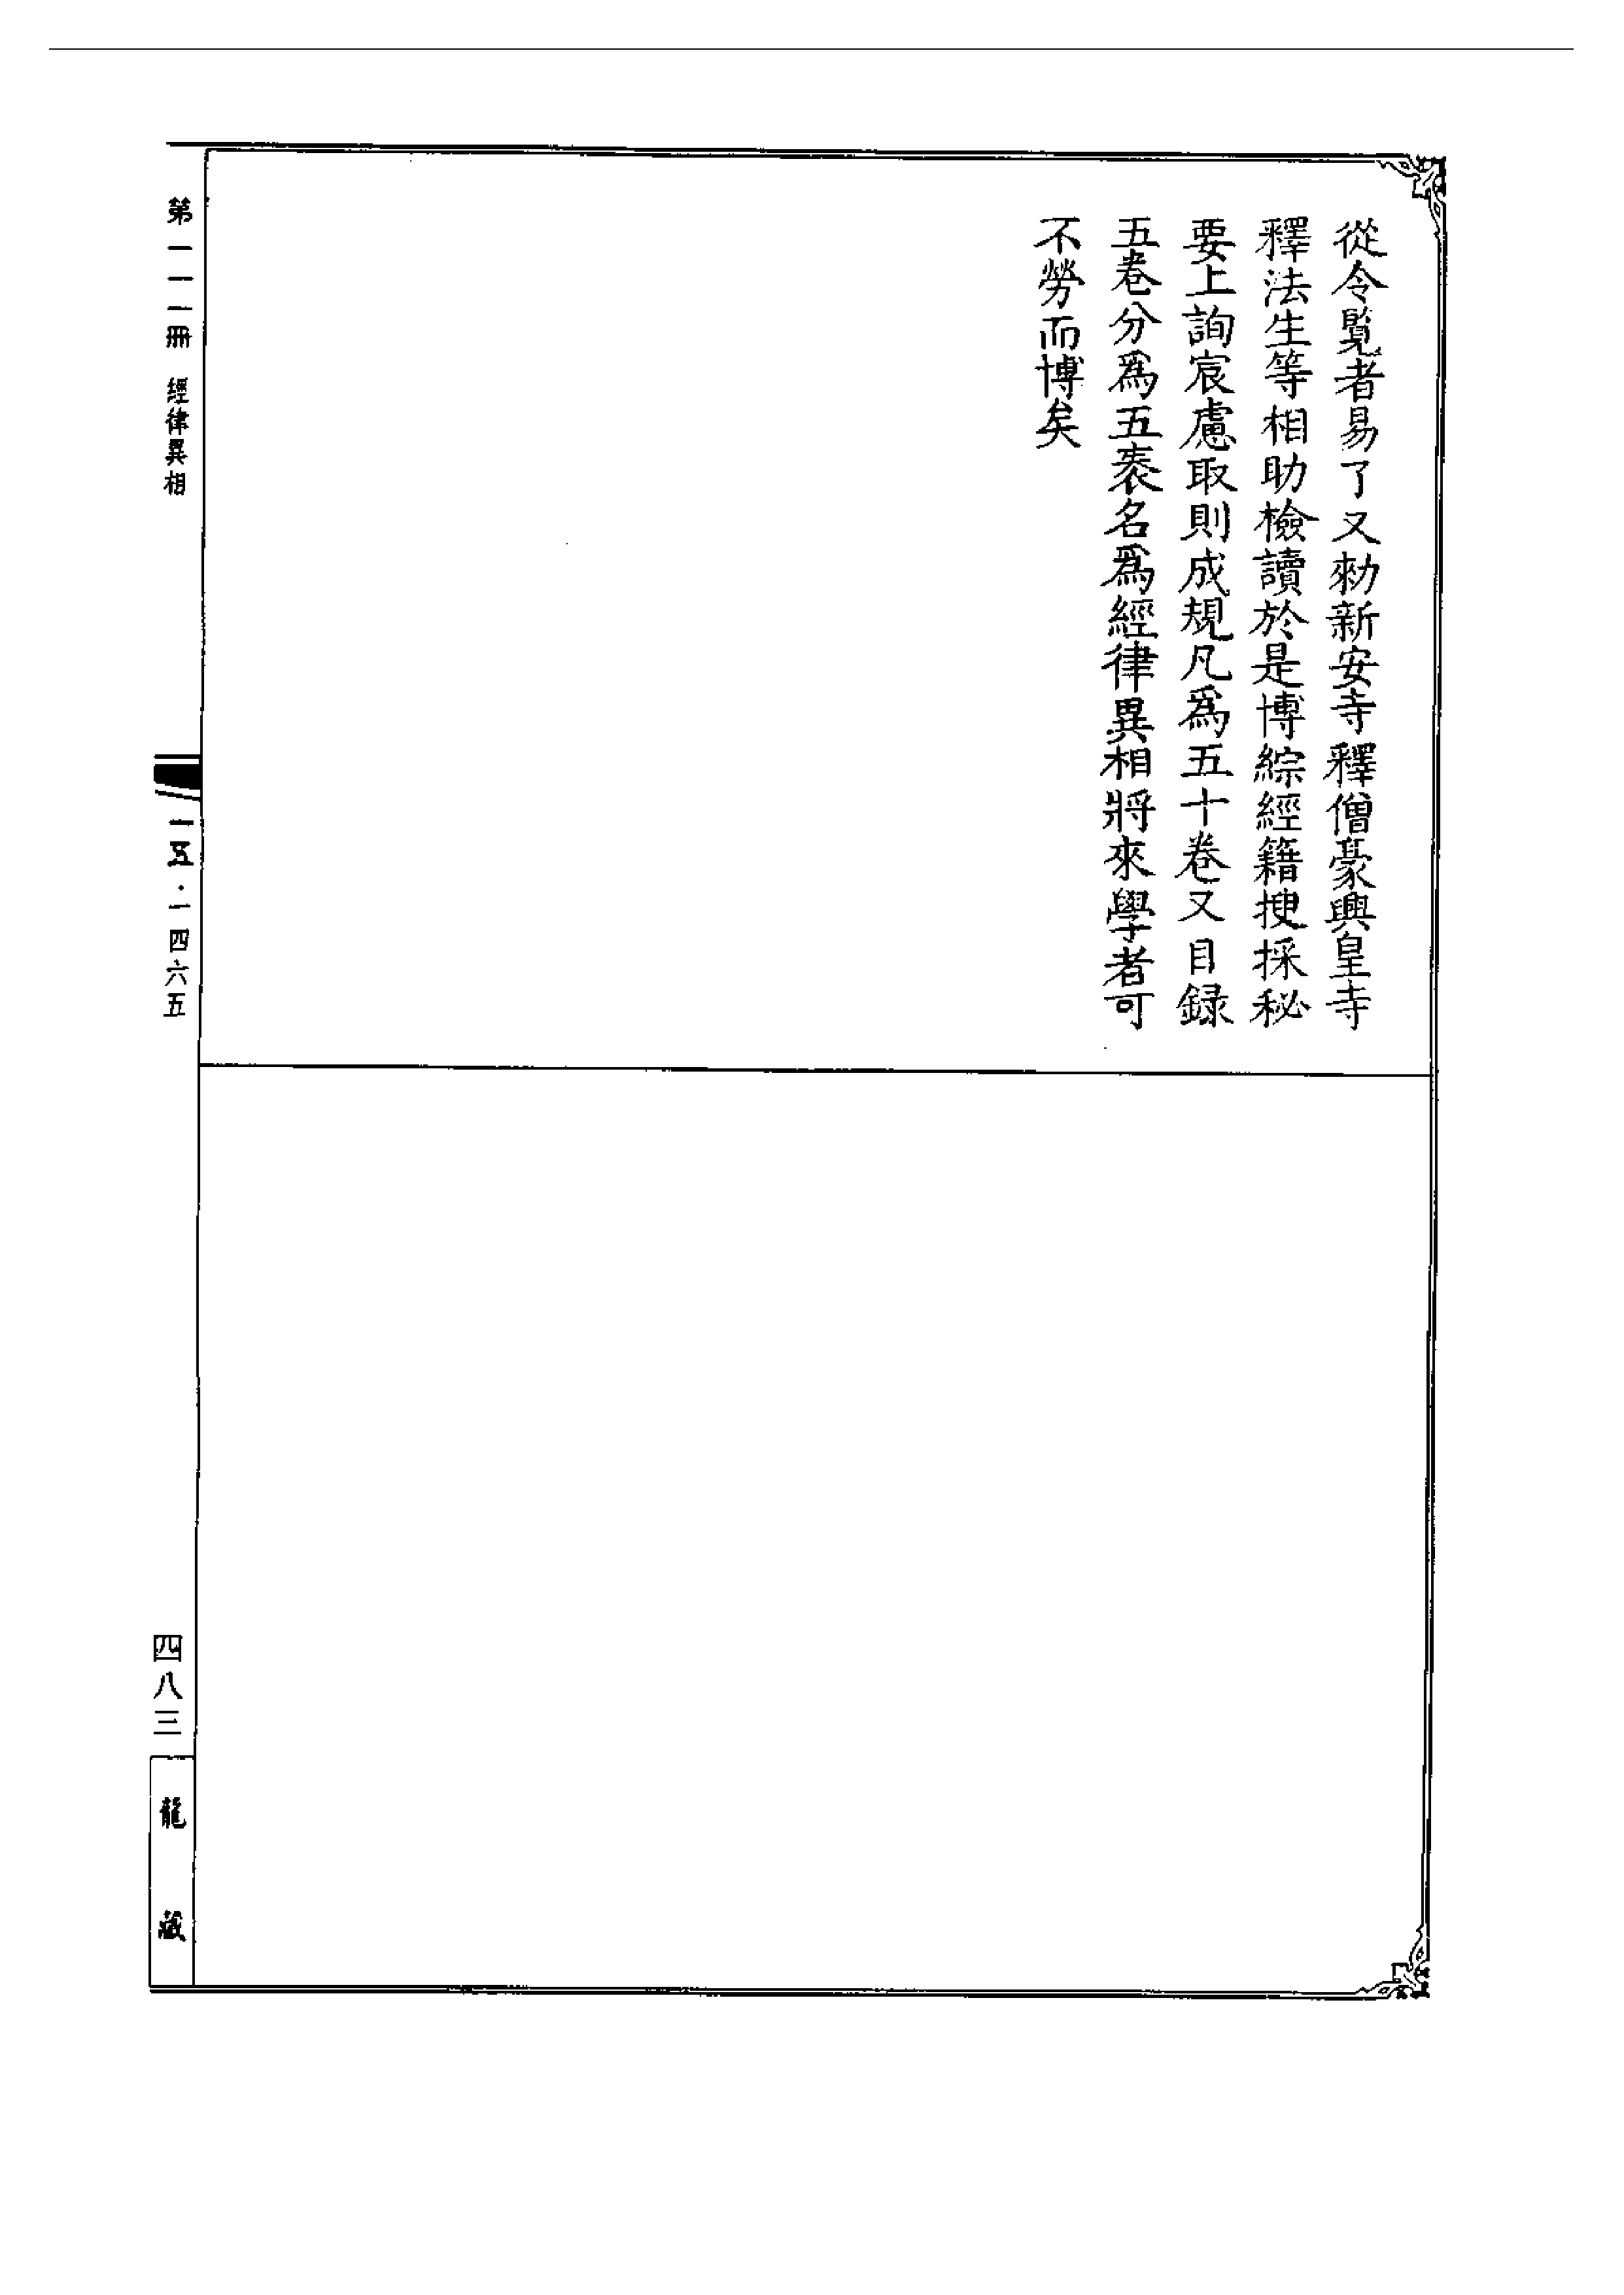 從令覽者易了又勑新安寺釋僧豪興皇寺
釋法生等相助檢讀於是博綜經籍搜採秘
要上詢宸慮取則成規凡爲五十卷又目録
五卷分爲五袠名爲經律異相將來學者可
不勞而博矣
第一一一冊 經律異相
一五·一四六五
四八三
龍藏